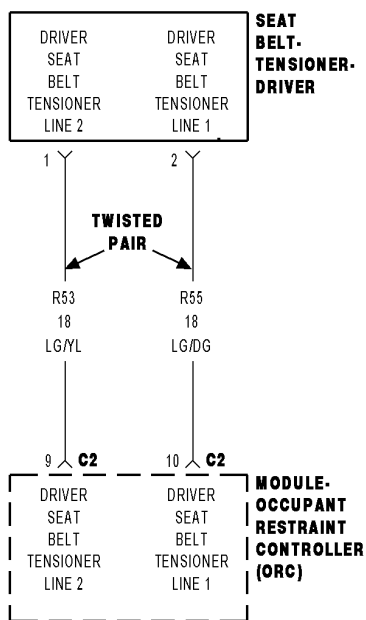 DRIVER
SEAT
BELT
TENSIONER
LINE 2
DRIVER
SEAT
BELT
TENSIONER
LINE 1
SEAT
BELT-
TENSIONER-
DRIVER
1
2
TWISTED
PAIR
R53
18
LG/YL
R55
18
LG/DG
9 C2
10 C2
DRIVER
SEAT
BELT
TENSIONER
LINE 2
DRIVER
SEAT
BELT
TENSIONER
LINE 1
MODULE-
OCCUPANT
RESTRAINT
CONTROLLER
(ORC)